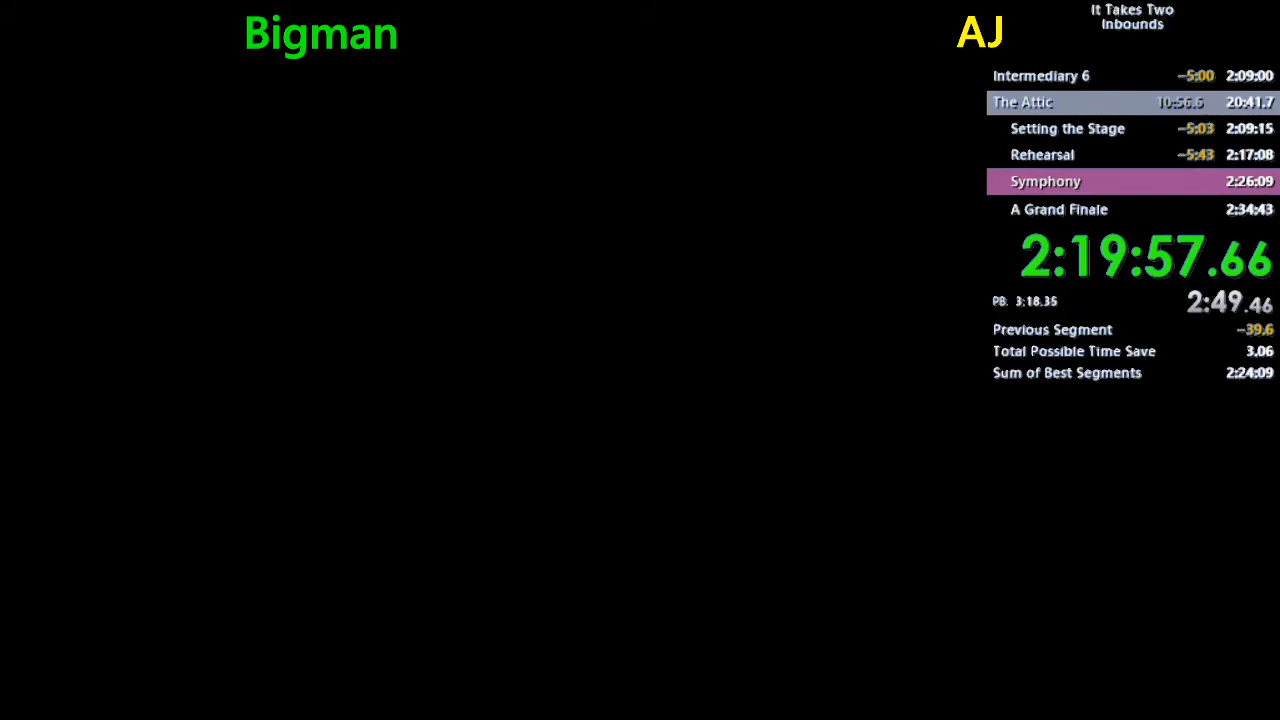 Bigman
AJ
It Takes Two
Inbounds
Intermediary 6 −5:00 2:09:00
The Attic 10:56.6 20:41.7
Setting the Stage −5:03 2:09:15
Rehearsal −5:43 2:17:08
Symphony 2:26:09
A Grand Finale 2:34:43
2:19:57.66
PB: 3:18.35 2:49.46
Previous Segment −39.6
Total Possible Time Save 3.06
Sum of Best Segments 2:24:09